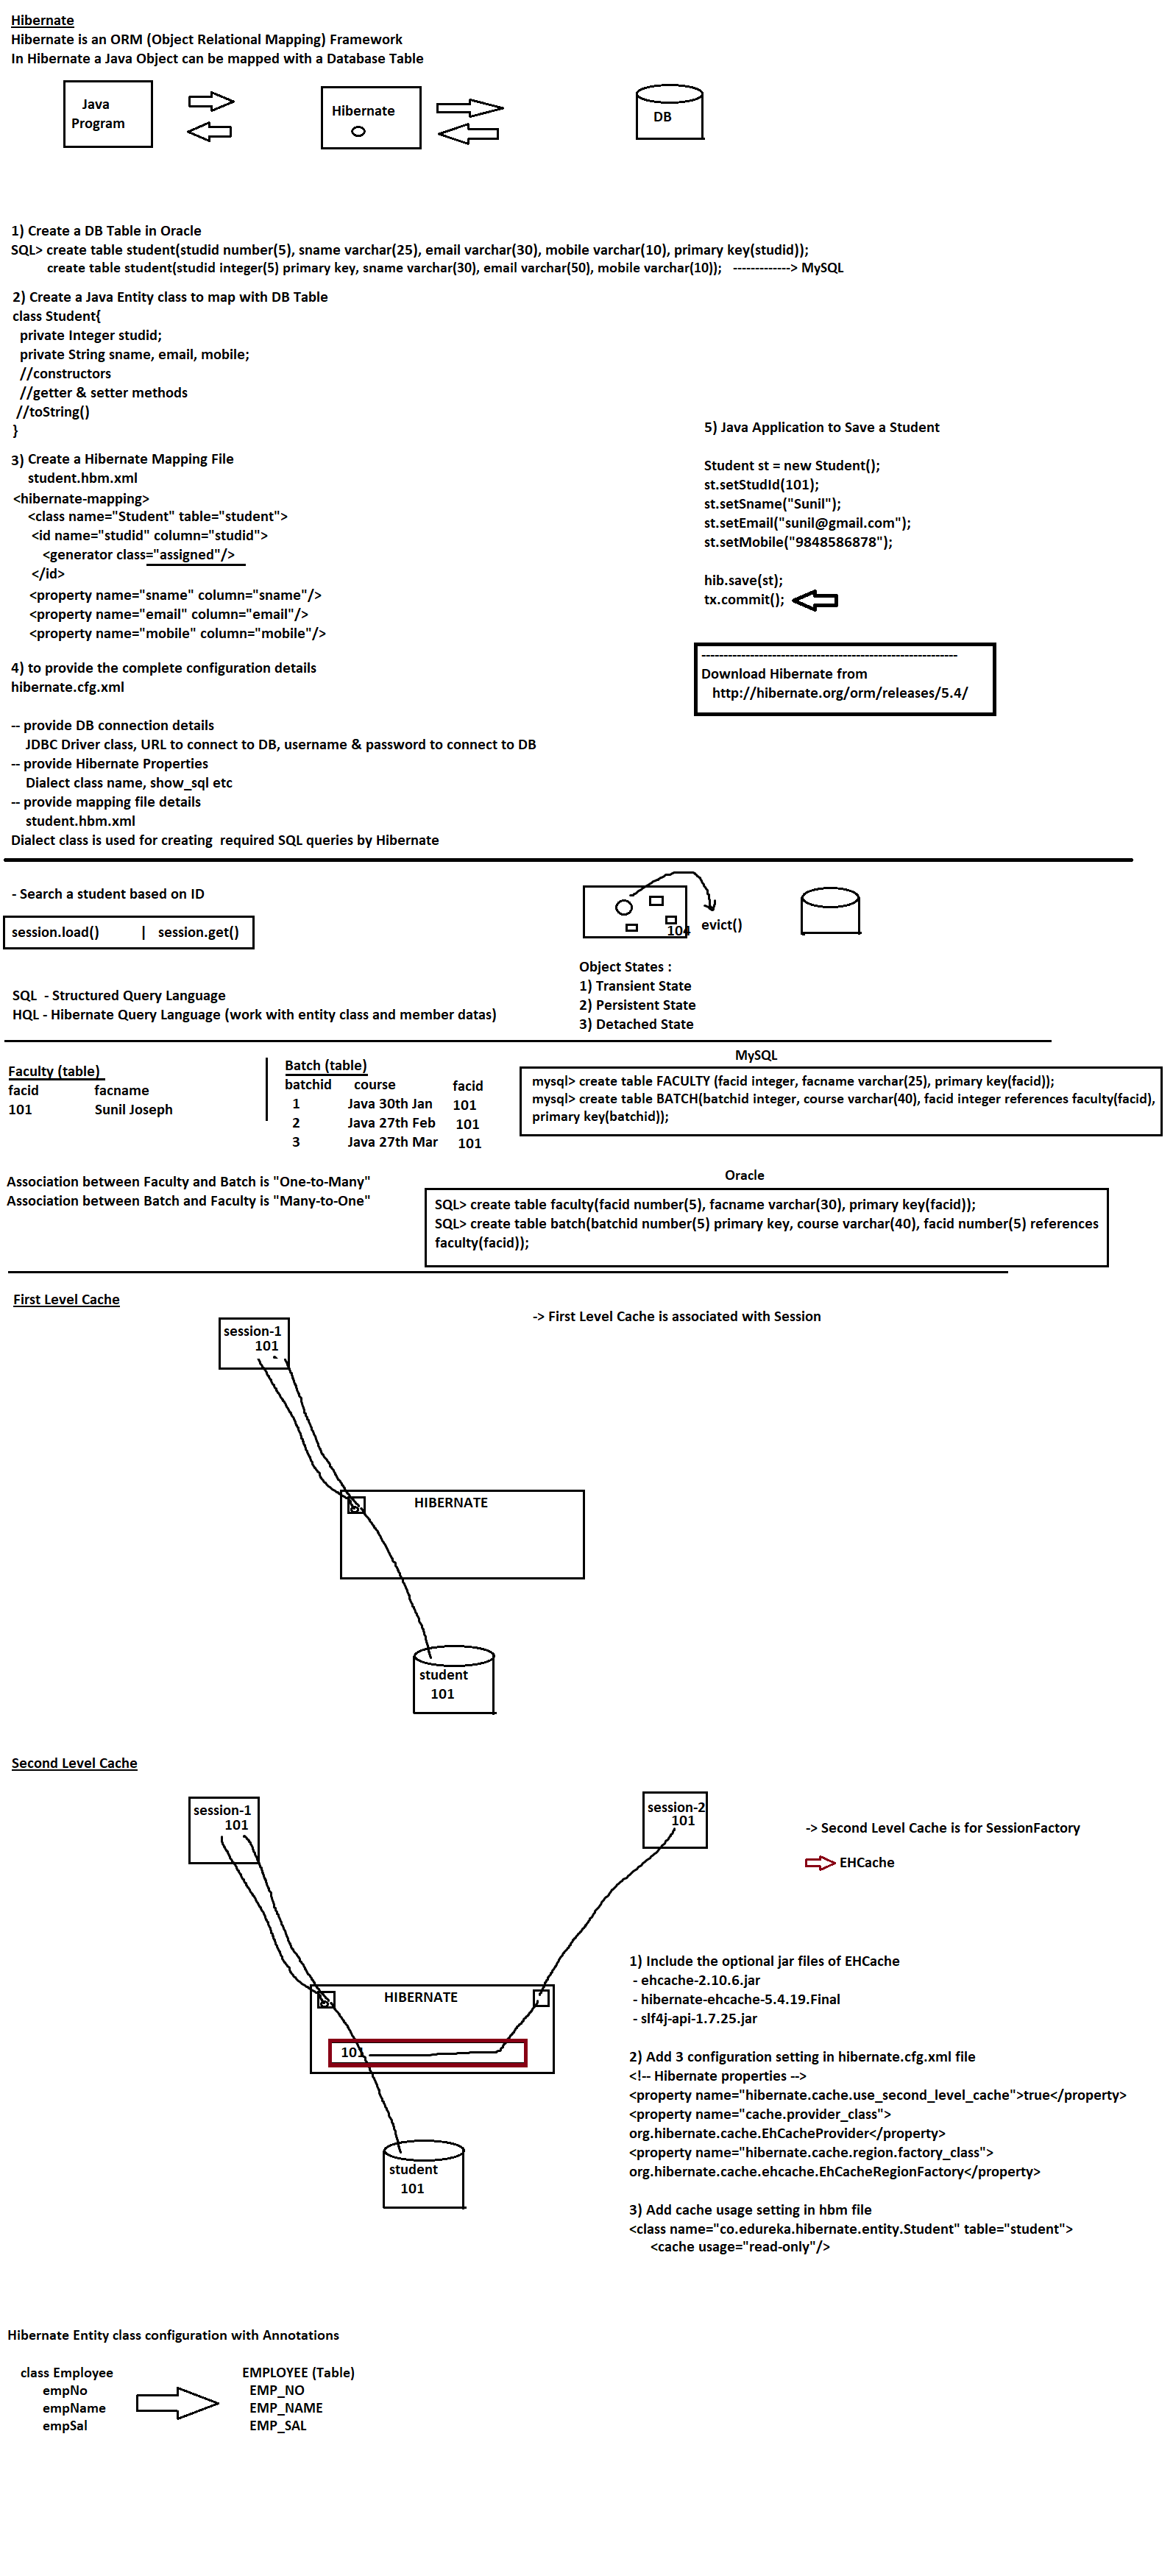 Hibernate
Hibernate is an ORM (Object Relational Mapping) Framework
In Hibernate a Java Object can be mapped with a Database Table
Java
Program
Hibernate
DB
1) Create a DB Table in Oracle
SQL> create table student(studid number(5), sname varchar(25), email varchar(30), mobile varchar(10), primary key(studid));
create table student(studid integer(5) primary key, sname varchar(30), email varchar(50), mobile varchar(10)); -------------> MySQL
2) Create a Java Entity class to map with DB Table
class Student{
private Integer studid;
private String sname, email, mobile;
//constructors
//getter & setter methods
//toString()
}
3) Create a Hibernate Mapping File
student.hbm.xml
<hibernate-mapping>
<class name="Student" table="student">
<id name="studid" column="studid">
<generator class="assigned"/>
</id>
<property name="sname" column="sname"/>
<property name="email" column="email"/>
<property name="mobile" column="mobile"/>
4) to provide the complete configuration details
hibernate.cfg.xml
-- provide DB connection details
JDBC Driver class, URL to connect to DB, username & password to connect to DB
-- provide Hibernate Properties
Dialect class name, show_sql etc
-- provide mapping file details
student.hbm.xml
Dialect class is used for creating  required SQL queries by Hibernate
5) Java Application to Save a Student
Student st = new Student();
st.setStudId(101);
st.setSname("Sunil");
st.setEmail("sunil@gmail.com");
st.setMobile("9848586878");
hib.save(st);
tx.commit();
----------------------------------------------------------
Download Hibernate from
http://hibernate.org/orm/releases/5.4/
- Search a student based on ID
session.load() | session.get()
SQL - Structured Query Language
HQL - Hibernate Query Language (work with entity class and member datas)
104
evict()
Object States :
1) Transient State
2) Persistent State
3) Detached State
Faculty (table)
facid facname
101 Sunil Joseph
Batch (table)
batchid course facid
1 Java 30th Jan 101
2 Java 27th Feb 101
3 Java 27th Mar 101
MySQL
mysql> create table FACULTY (facid integer, facname varchar(25), primary key(facid));
mysql> create table BATCH(batchid integer, course varchar(40), facid integer references faculty(facid),
primary key(batchid));
Association between Faculty and Batch is "One-to-Many"
Association between Batch and Faculty is "Many-to-One"
Oracle
SQL> create table faculty(facid number(5), facname varchar(30), primary key(facid));
SQL> create table batch(batchid number(5) primary key, course varchar(40), facid number(5) references
faculty(facid));
First Level Cache
-> First Level Cache is associated with Session
session-1
101
HIBERNATE
student
101
Second Level Cache
session-1
101
session-2
101
-> Second Level Cache is for SessionFactory
EHCache
HIBERNATE
101
student
101
1) Include the optional jar files of EHCache
- ehcache-2.10.6.jar
- hibernate-ehcache-5.4.19.Final
- slf4j-api-1.7.25.jar
2) Add 3 configuration setting in hibernate.cfg.xml file
<!-- Hibernate properties -->
<property name="hibernate.cache.use_second_level_cache">true</property>
<property name="cache.provider_class">
org.hibernate.cache.EhCacheProvider</property>
<property name="hibernate.cache.region.factory_class">
org.hibernate.cache.ehcache.EhCacheRegionFactory</property>
3) Add cache usage setting in hbm file
<class name="co.edureka.hibernate.entity.Student" table="student">
<cache usage="read-only"/>
Hibernate Entity class configuration with Annotations
class Employee
empNo
empName
empSal
EMPLOYEE (Table)
EMP_NO
EMP_NAME
EMP_SAL